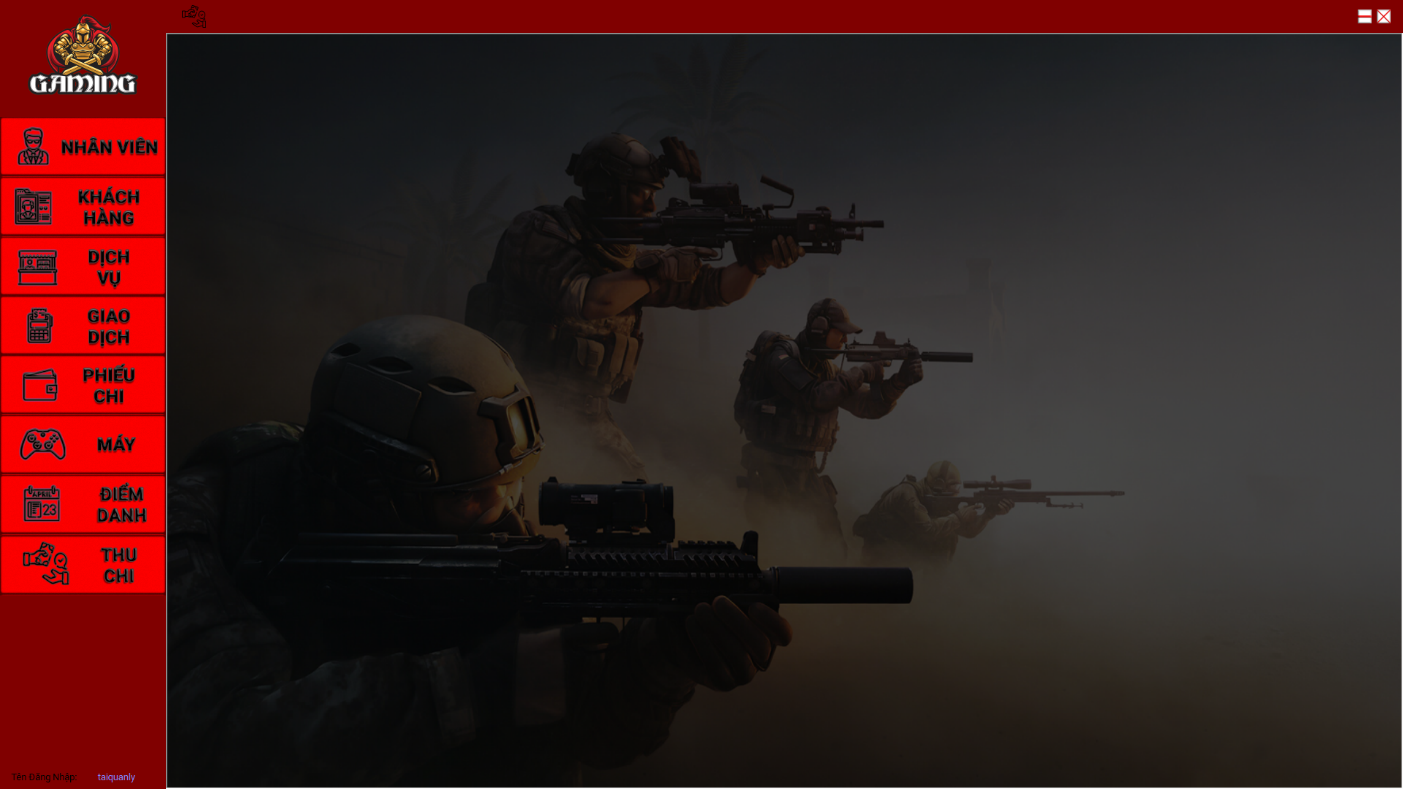 GAMING
NHÂN VIÊN
KHÁCH
HÀNG
DỊCH
VỤ
GIAO
DỊCH
PHIẾU
CHI
MÁY
APRIL
23
ĐIỂM
DANH
THU
CHI
Tên Đăng Nhập: taiquanly